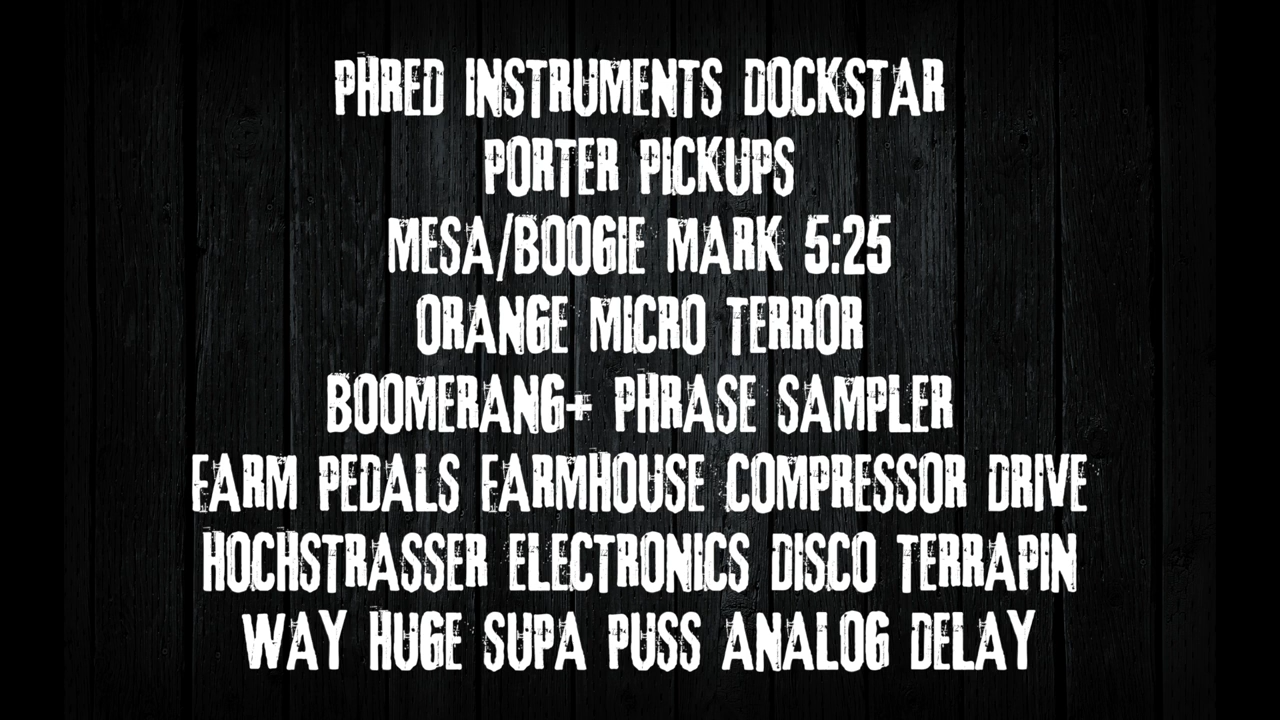 PHRED INSTRUMENTS DOCKSTAR
PORTER PICKUPS
MESA/BOOGIE MARK 5:25
ORANGE MICRO TERROR
BOOMERANG+ PHRASE SAMPLER
FARM PEDALS FARMHOUSE COMPRESSOR DRIVE
HOCHSTRASSER ELECTRONICS DISCO TERRAPIN
WAY HUGE SUPA PUSS ANALOG DELAY